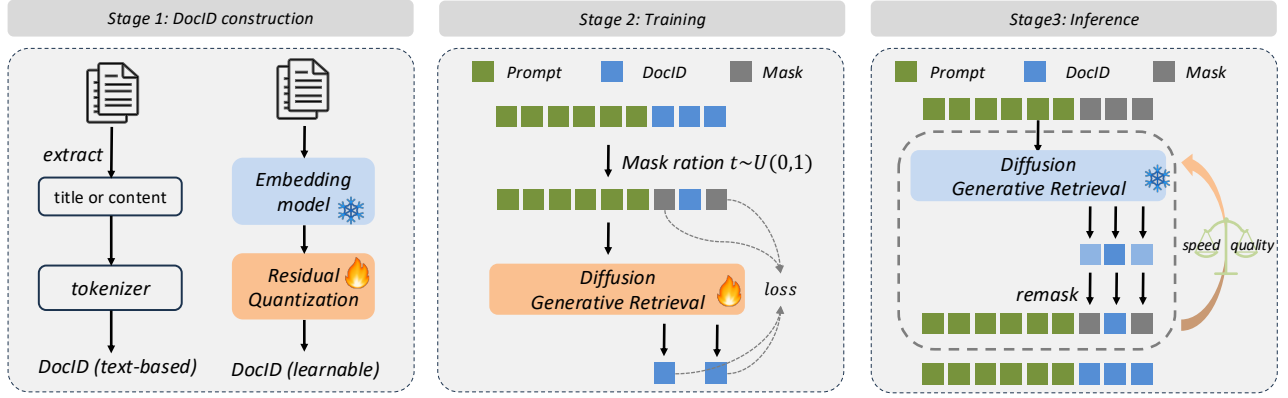 Stage 1: DocID construction
extract
title or content
tokenizer
DocID (text-based)
Embedding
model
Residual
Quantization
DocID (learnable)
Stage 2: Training
Prompt DocID Mask
Mask ration t~U(0,1)
Diffusion
Generative Retrieval
loss
Stage3: Inference
Prompt DocID Mask
Diffusion
Generative Retrieval
speed quality
remask